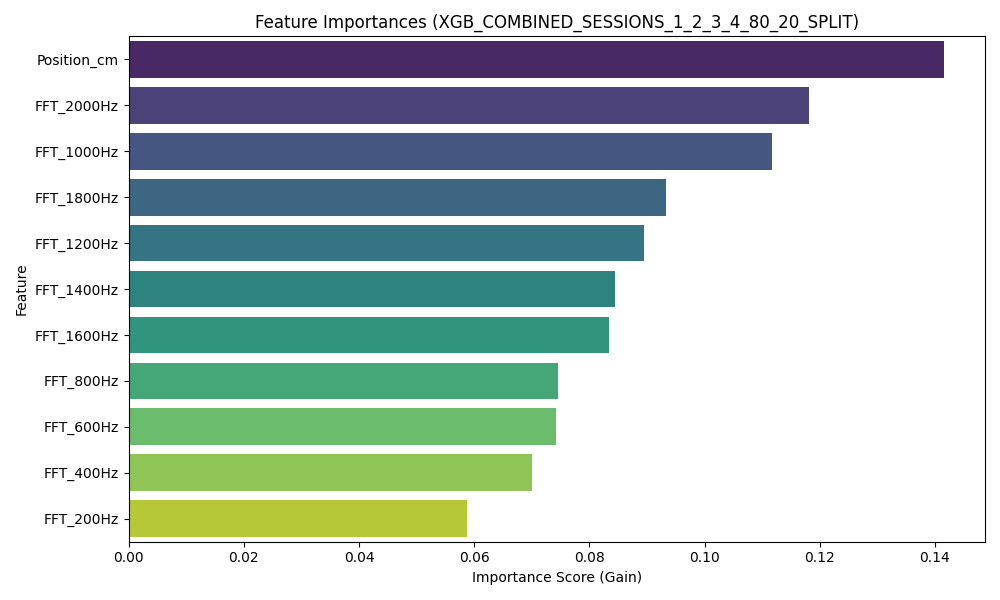 Feature Importances (XGB_COMBINED_SESSIONS_1_2_3_4_80_20_SPLIT)
Position_cm
FFT_2000Hz
FFT_1000Hz
FFT_1800Hz
FFT_1200Hz
FFT_1400Hz
FFT_1600Hz
FFT_800Hz
FFT_600Hz
FFT_400Hz
FFT_200Hz
Feature
0.00 0.02 0.04 0.06 0.08 0.10 0.12 0.14
Importance Score (Gain)